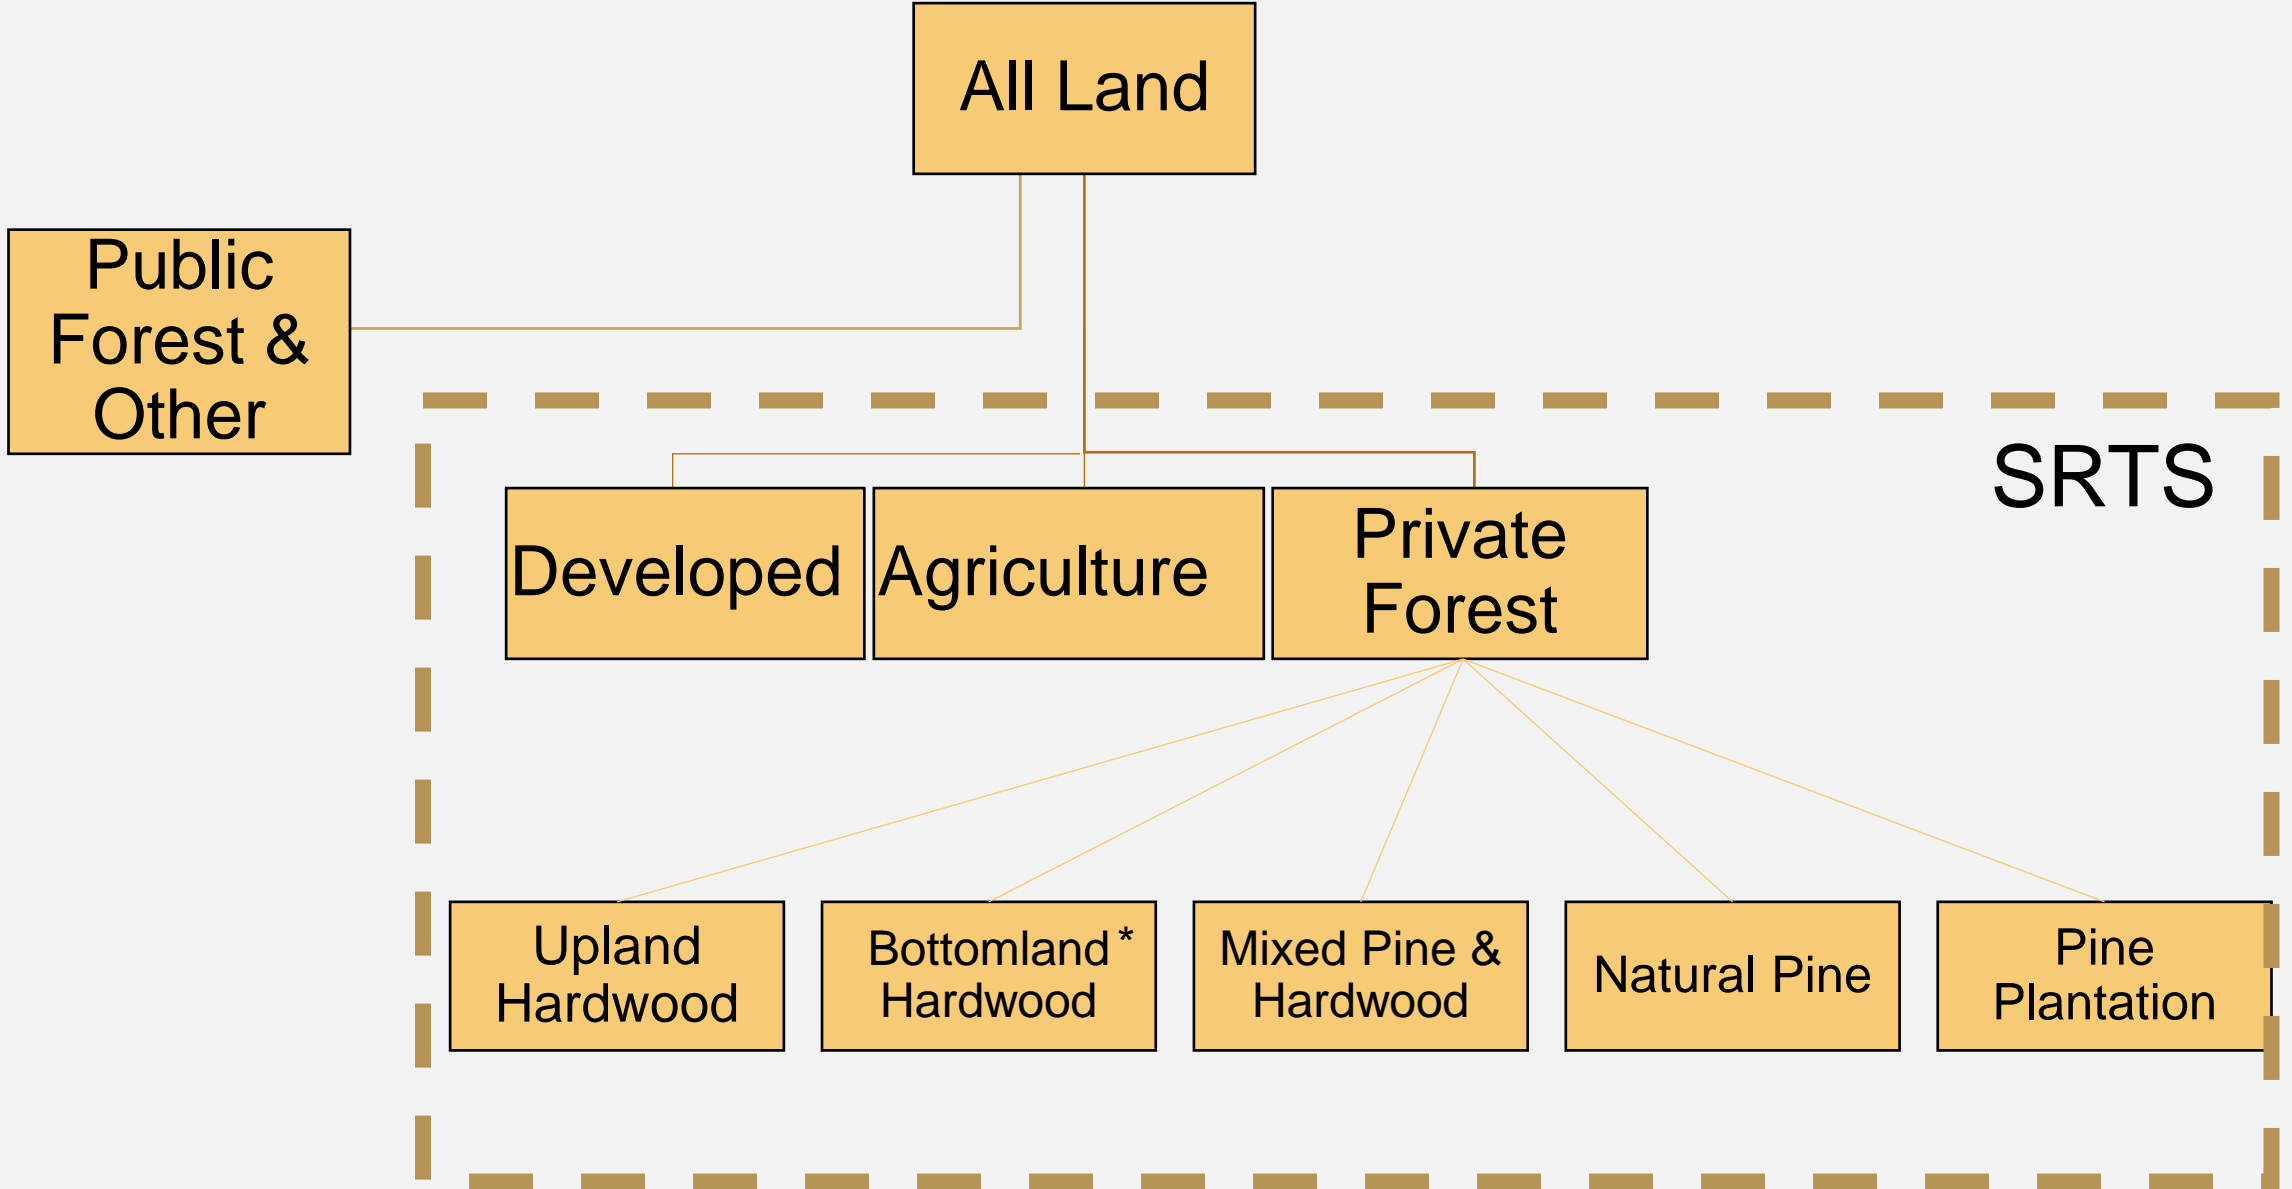 All Land
Public
Forest &
Other
SRTS
Developed
Agriculture
Private
Forest
Upland
Hardwood
Bottomland *
Hardwood
Mixed Pine &
Hardwood
Natural Pine
Pine
Plantation